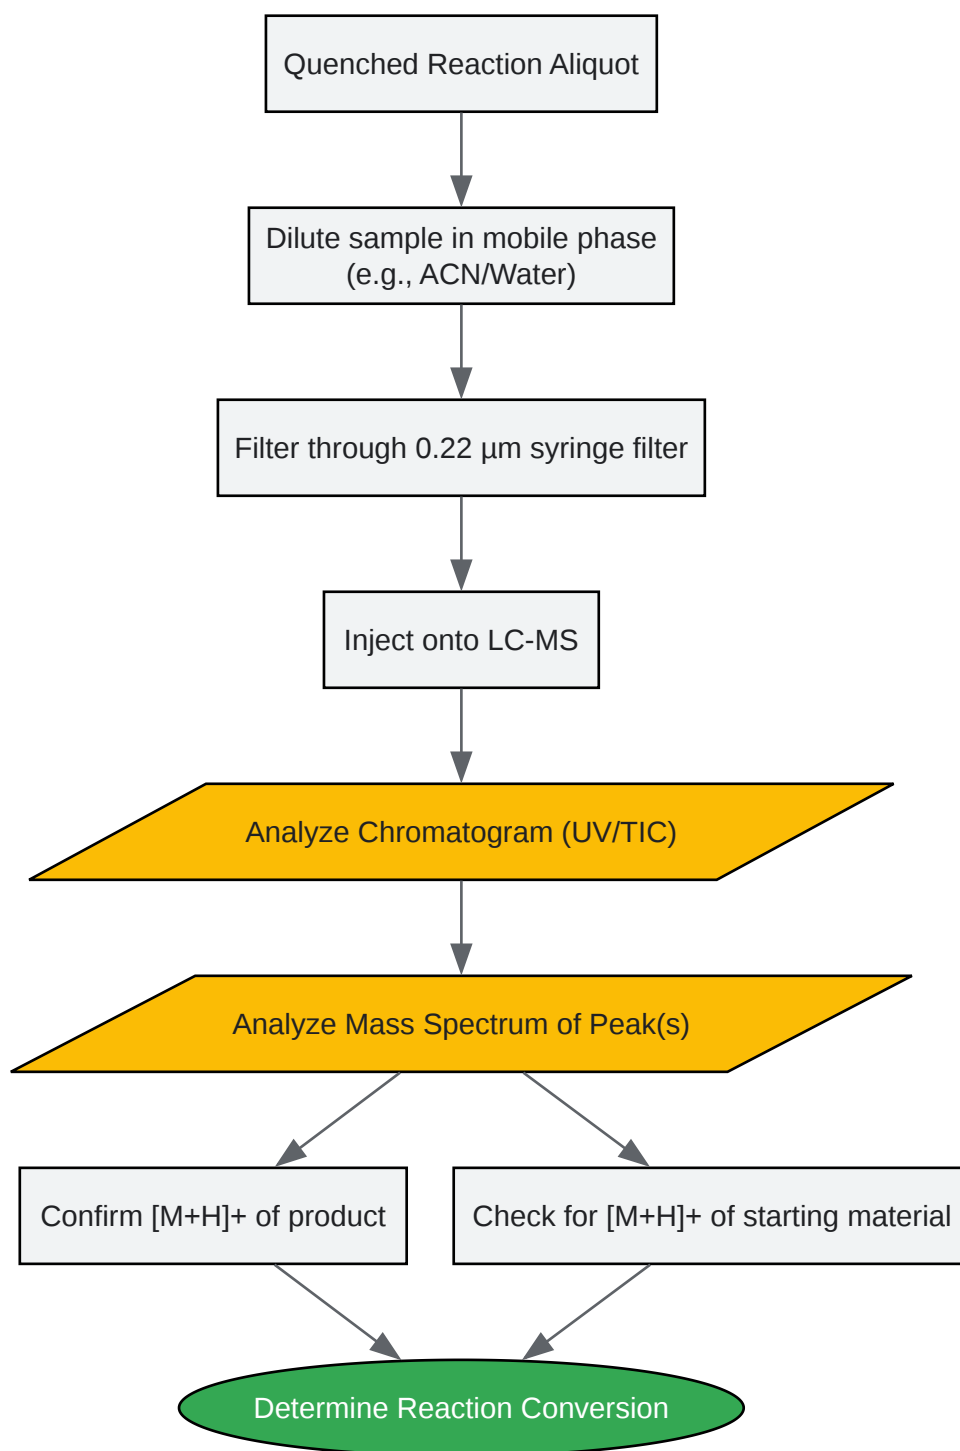 Quenched Reaction Aliquot
Dilute sample in mobile phase
(e.g., ACN/Water)
Filter through 0.22 µm syringe filter
Inject onto LC-MS
Analyze Chromatogram (UV/TIC)
Analyze Mass Spectrum of Peak(s)
Confirm [M+H]+ of product
Check for [M+H]+ of starting material
Determine Reaction Conversion